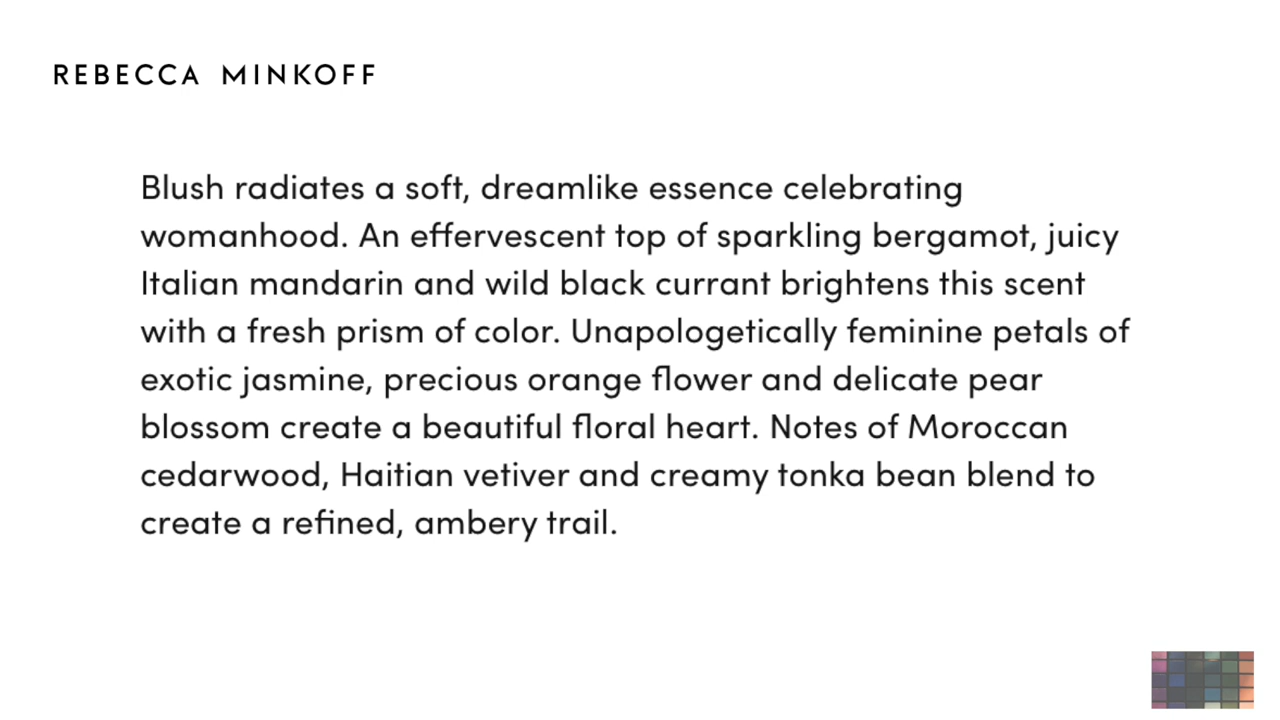 REBECCA MINKOFF
Blush radiates a soft, dreamlike essence celebrating
womanhood. An effervescent top of sparkling bergamot, juicy
Italian mandarin and wild black currant brightens this scent
with a fresh prism of color. Unapologetically feminine petals of
exotic jasmine, precious orange flower and delicate pear
blossom create a beautiful floral heart. Notes of Moroccan
cedarwood, Haitian vetiver and creamy tonka bean blend to
create a refined, ambery trail.